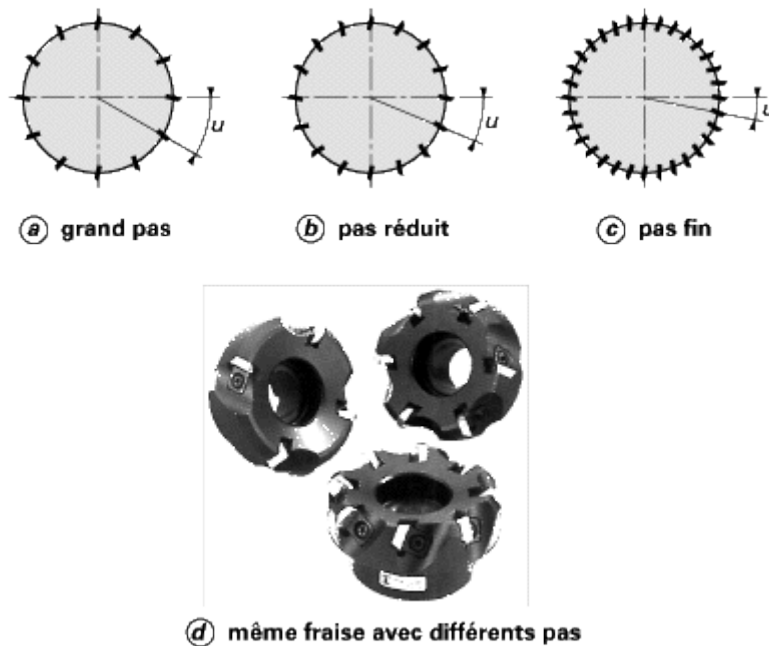 u
u
u
a grand pas
b pas réduit
c pas fin
d même fraise avec différents pas